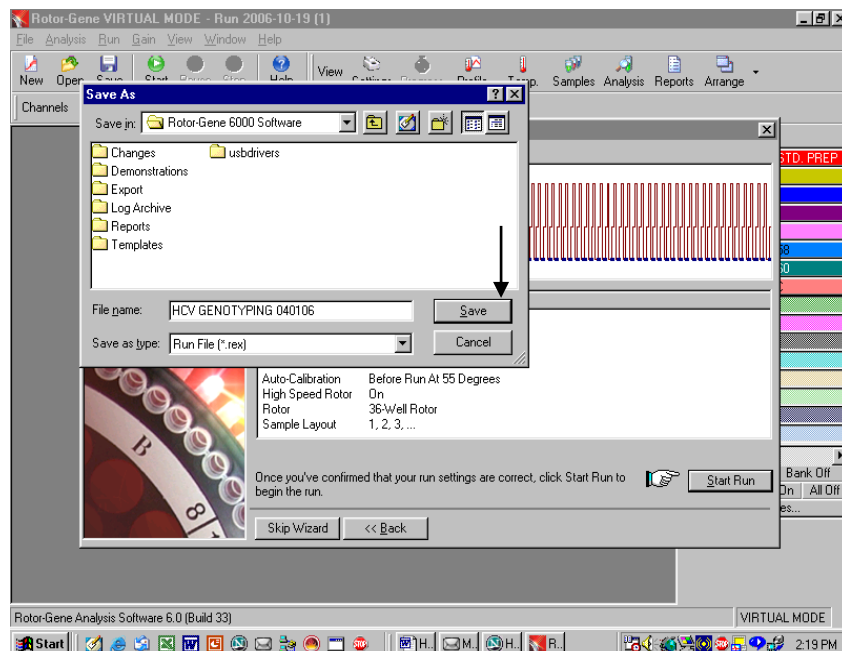 Rotor-Gene VIRTUAL MODE - Run 2006-10-19 (1)
File Analysis Run Gain View Window Help
New Open Save Start Pause Stop Help View Settings Progress Profile Temp. Samples Analysis Reports Arrange
Channels
Save As
Save in: Rotor-Gene 6000 Software
Changes usbdrivers
Demonstrations
Export
Log Archive
Reports
Templates
File name: HCV GENOTYPING 040106 Save
Save as type: Run File (*.rex) Cancel
STD. PREP
Auto-Calibration Before Run At 55 Degrees
High Speed Rotor On
Rotor 36-Well Rotor
Sample Layout 1, 2, 3, ...
Once you've confirmed that your run settings are correct, click Start Run to
begin the run.
Start Run
Skip Wizard << Back
Bank Off
On All Off
es...
B
8
Rotor-Gene Analysis Software 6.0 (Build 33) VIRTUAL MODE
Start H.. M.. H.. R.. 2:19 PM